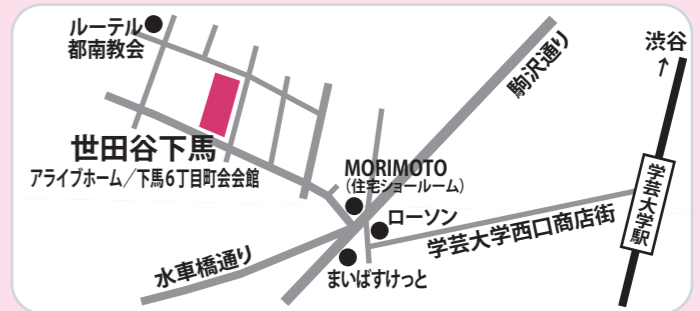 ルーテル
都南教会
渋谷
↑
駒沢通り
世田谷下馬
アライブホーム／下馬6丁目町会会館
MORIMOTO
（住宅ショールーム）
ローソン
学芸大学駅
学芸大学西口商店街
水車橋通り
まいばすけっと